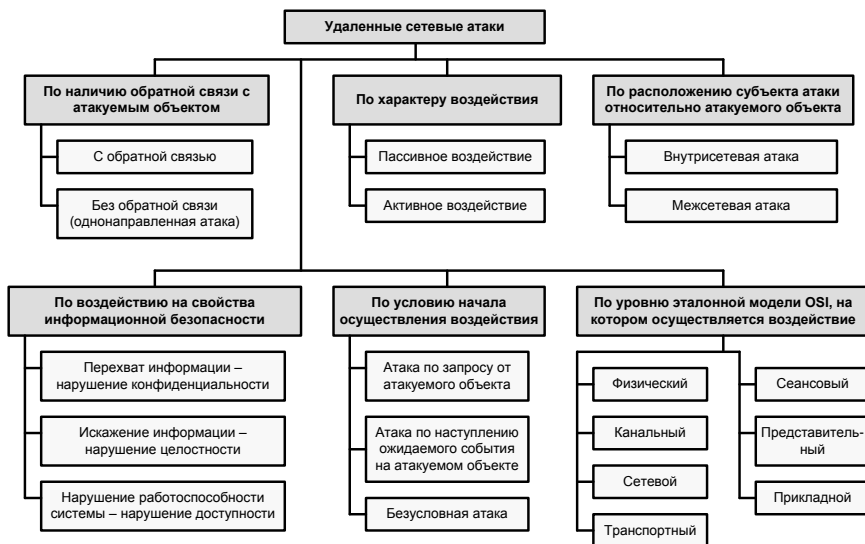 Удаленные сетевые атаки
По наличию обратной связи с
атакуемым объектом
По характеру воздействия
По расположению субъекта атаки
относительно атакуемого объекта
С обратной связью
Без обратной связи
(однонаправленная атака)
Пассивное воздействие
Активное воздействие
Внутрисетевая атака
Межсетевая атака
По воздействию на свойства
информационной безопасности
По условию начала
осуществления воздействия
По уровню эталонной модели OSI, на
котором осуществляется воздействие
Перехват информации –
нарушение конфиденциальности
Искажение информации –
нарушение целостности
Нарушение работоспособности
системы – нарушение доступности
Атака по запросу от
атакуемого объекта
Атака по наступлению
ожидаемого события
на атакуемом объекте
Безусловная атака
Физический
Канальный
Сетевой
Транспортный
Сеансовый
Представитель-
ный
Прикладной